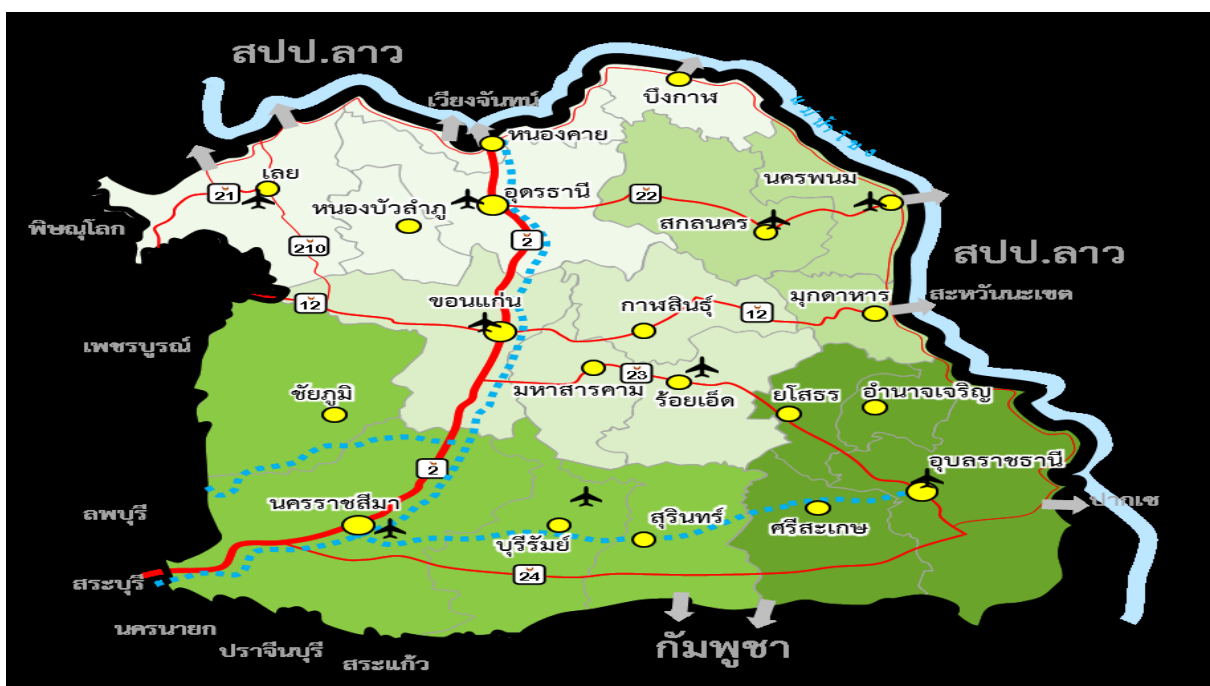 สปป.ลาว
บึงกาฬ
เวียงจันทน์
แม่น้ำโขง
หนองคาย
เลย
21
อุดรธานี
22
นครพนม
หนองบัวลำภู
สกลนคร
พิษณุโลก
210
2
สปป.ลาว
12
ขอนแก่น
กาฬสินธุ์
12
มุกดาหาร
สะหวันนะเขต
เพชรบูรณ์
23
ชัยภูมิ
มหาสารคาม
ร้อยเอ็ด
ยโสธร
อำนาจเจริญ
2
อุบลราชธานี
ลพบุรี
นครราชสีมา
บุรีรัมย์
สุรินทร์
ศรีสะเกษ
ปากเซ
สระบุรี
24
นครนายก
ปราจีนบุรี
สระแก้ว
กัมพูชา